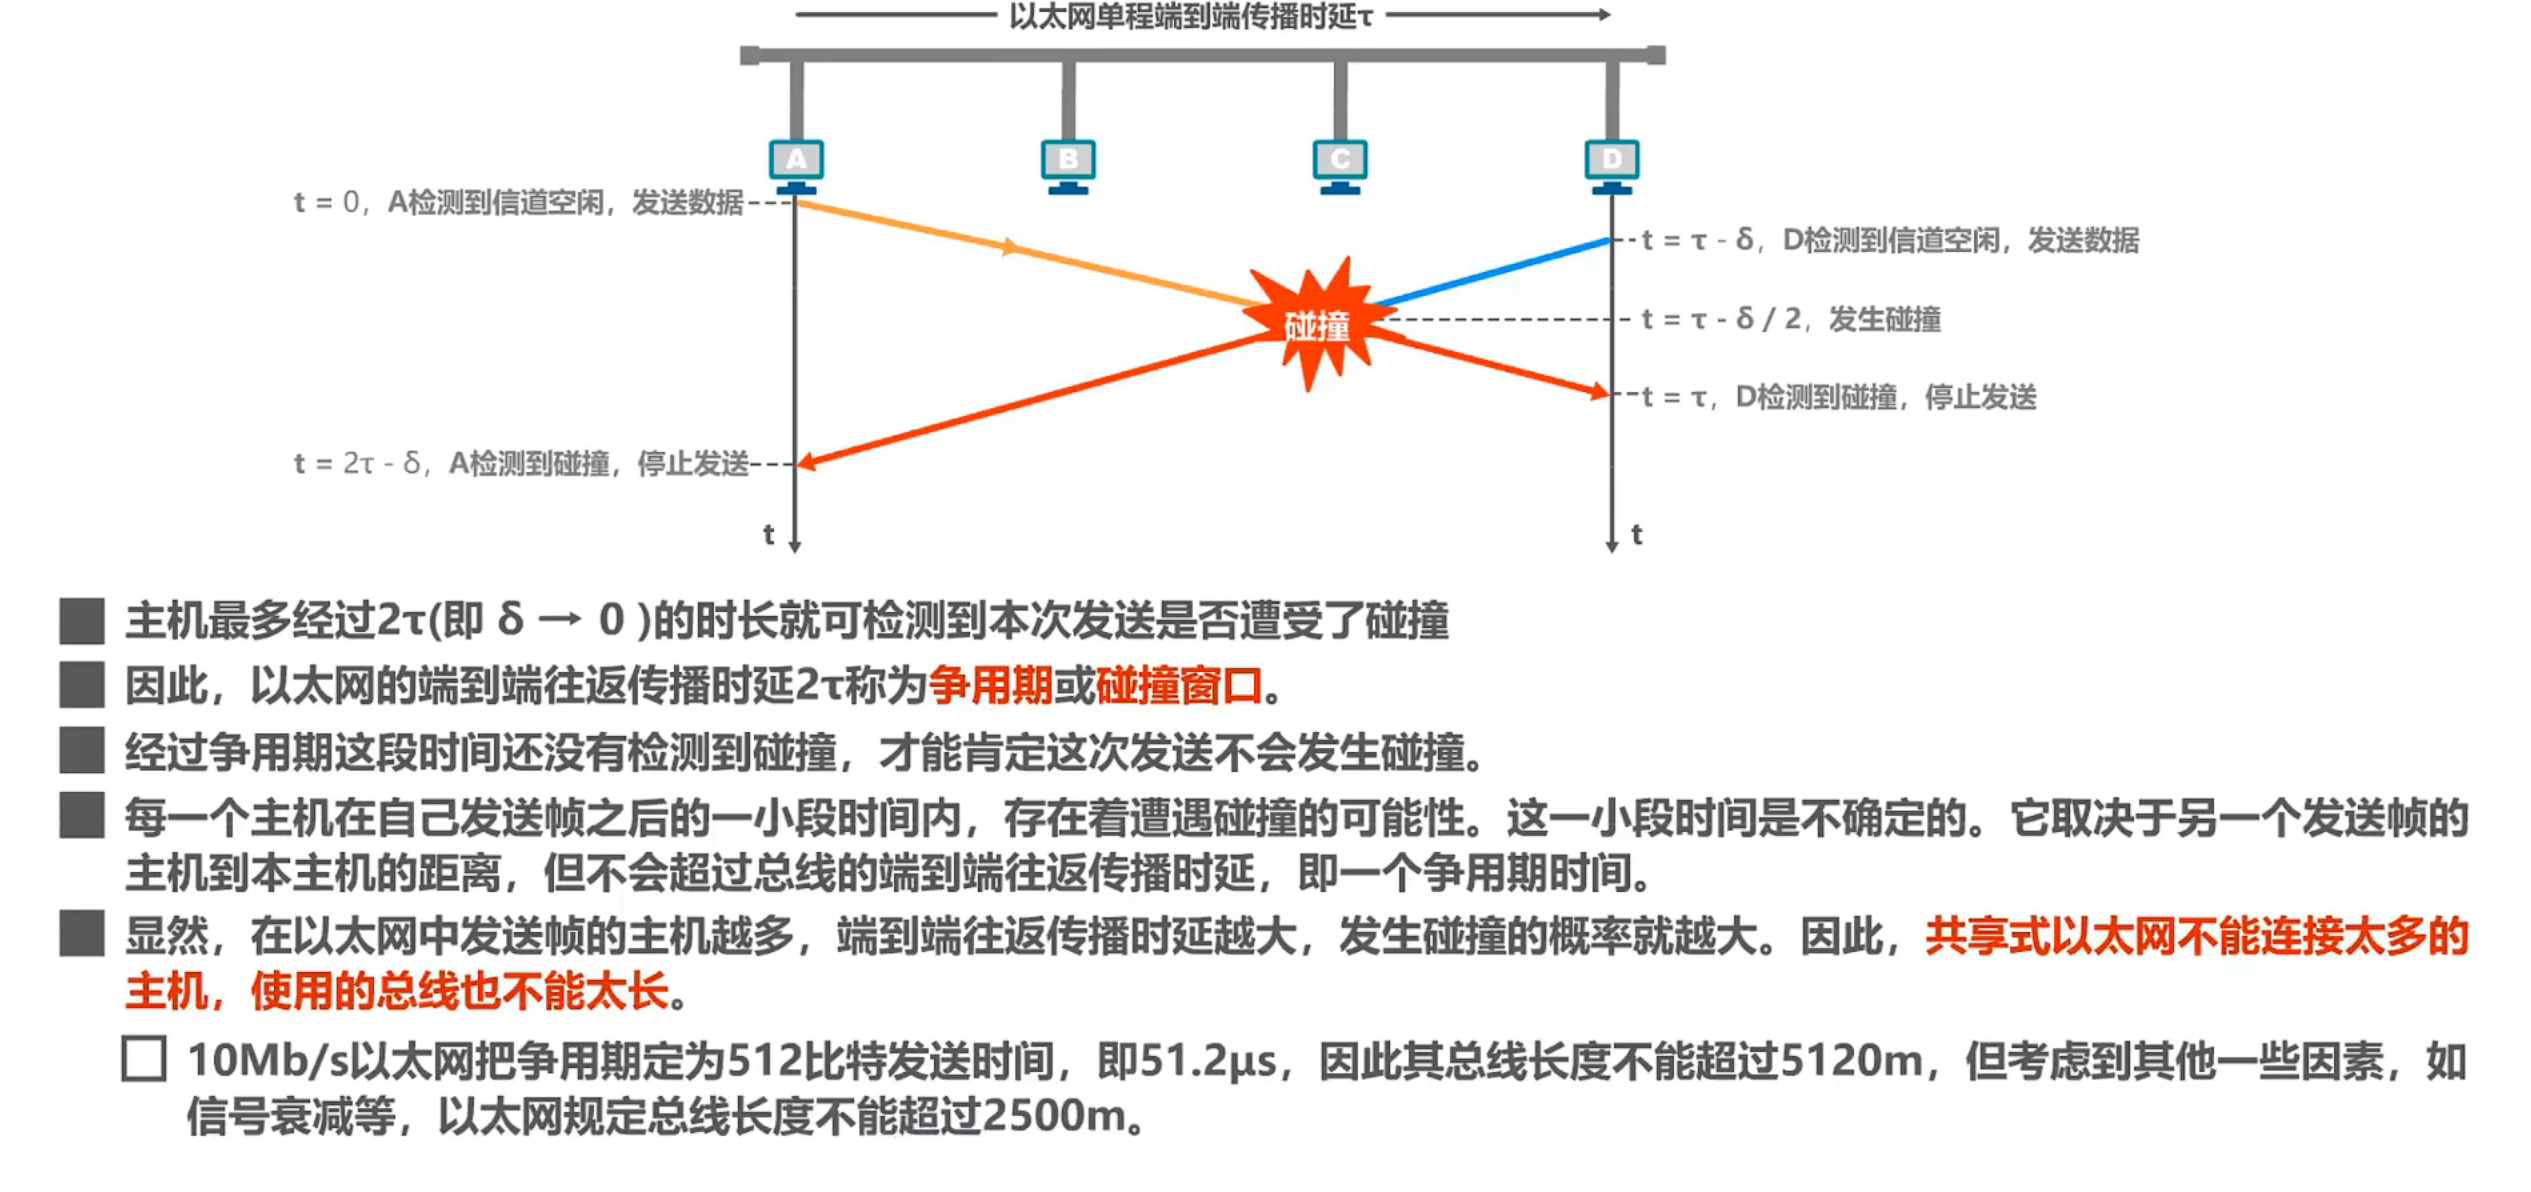 以太网单程端到端传播时延τ
A
B
C
D
t = 0，A检测到信道空闲，发送数据
t = τ - δ，D检测到信道空闲，发送数据
碰撞
t = τ - δ / 2，发生碰撞
t = τ，D检测到碰撞，停止发送
t = 2τ - δ，A检测到碰撞，停止发送
t
t
主机最多经过2τ(即 δ → 0 )的时长就可检测到本次发送是否遭受了碰撞
因此，以太网的端到端往返传播时延2τ称为争用期或碰撞窗口。
经过争用期这段时间还没有检测到碰撞，才能肯定这次发送不会发生碰撞。
每一个主机在自己发送帧之后的一小段时间内，存在着遭遇碰撞的可能性。这一小段时间是不确定的。它取决于另一个发送帧的
主机到本主机的距离，但不会超过总线的端到端往返传播时延，即一个争用期时间。
显然，在以太网中发送帧的主机越多，端到端往返传播时延越大，发生碰撞的概率就越大。因此，共享式以太网不能连接太多的
主机，使用的总线也不能太长。
10Mb/s以太网把争用期定为512比特发送时间，即51.2μs，因此其总线长度不能超过5120m，但考虑到其他一些因素，如
信号衰减等，以太网规定总线长度不能超过2500m。